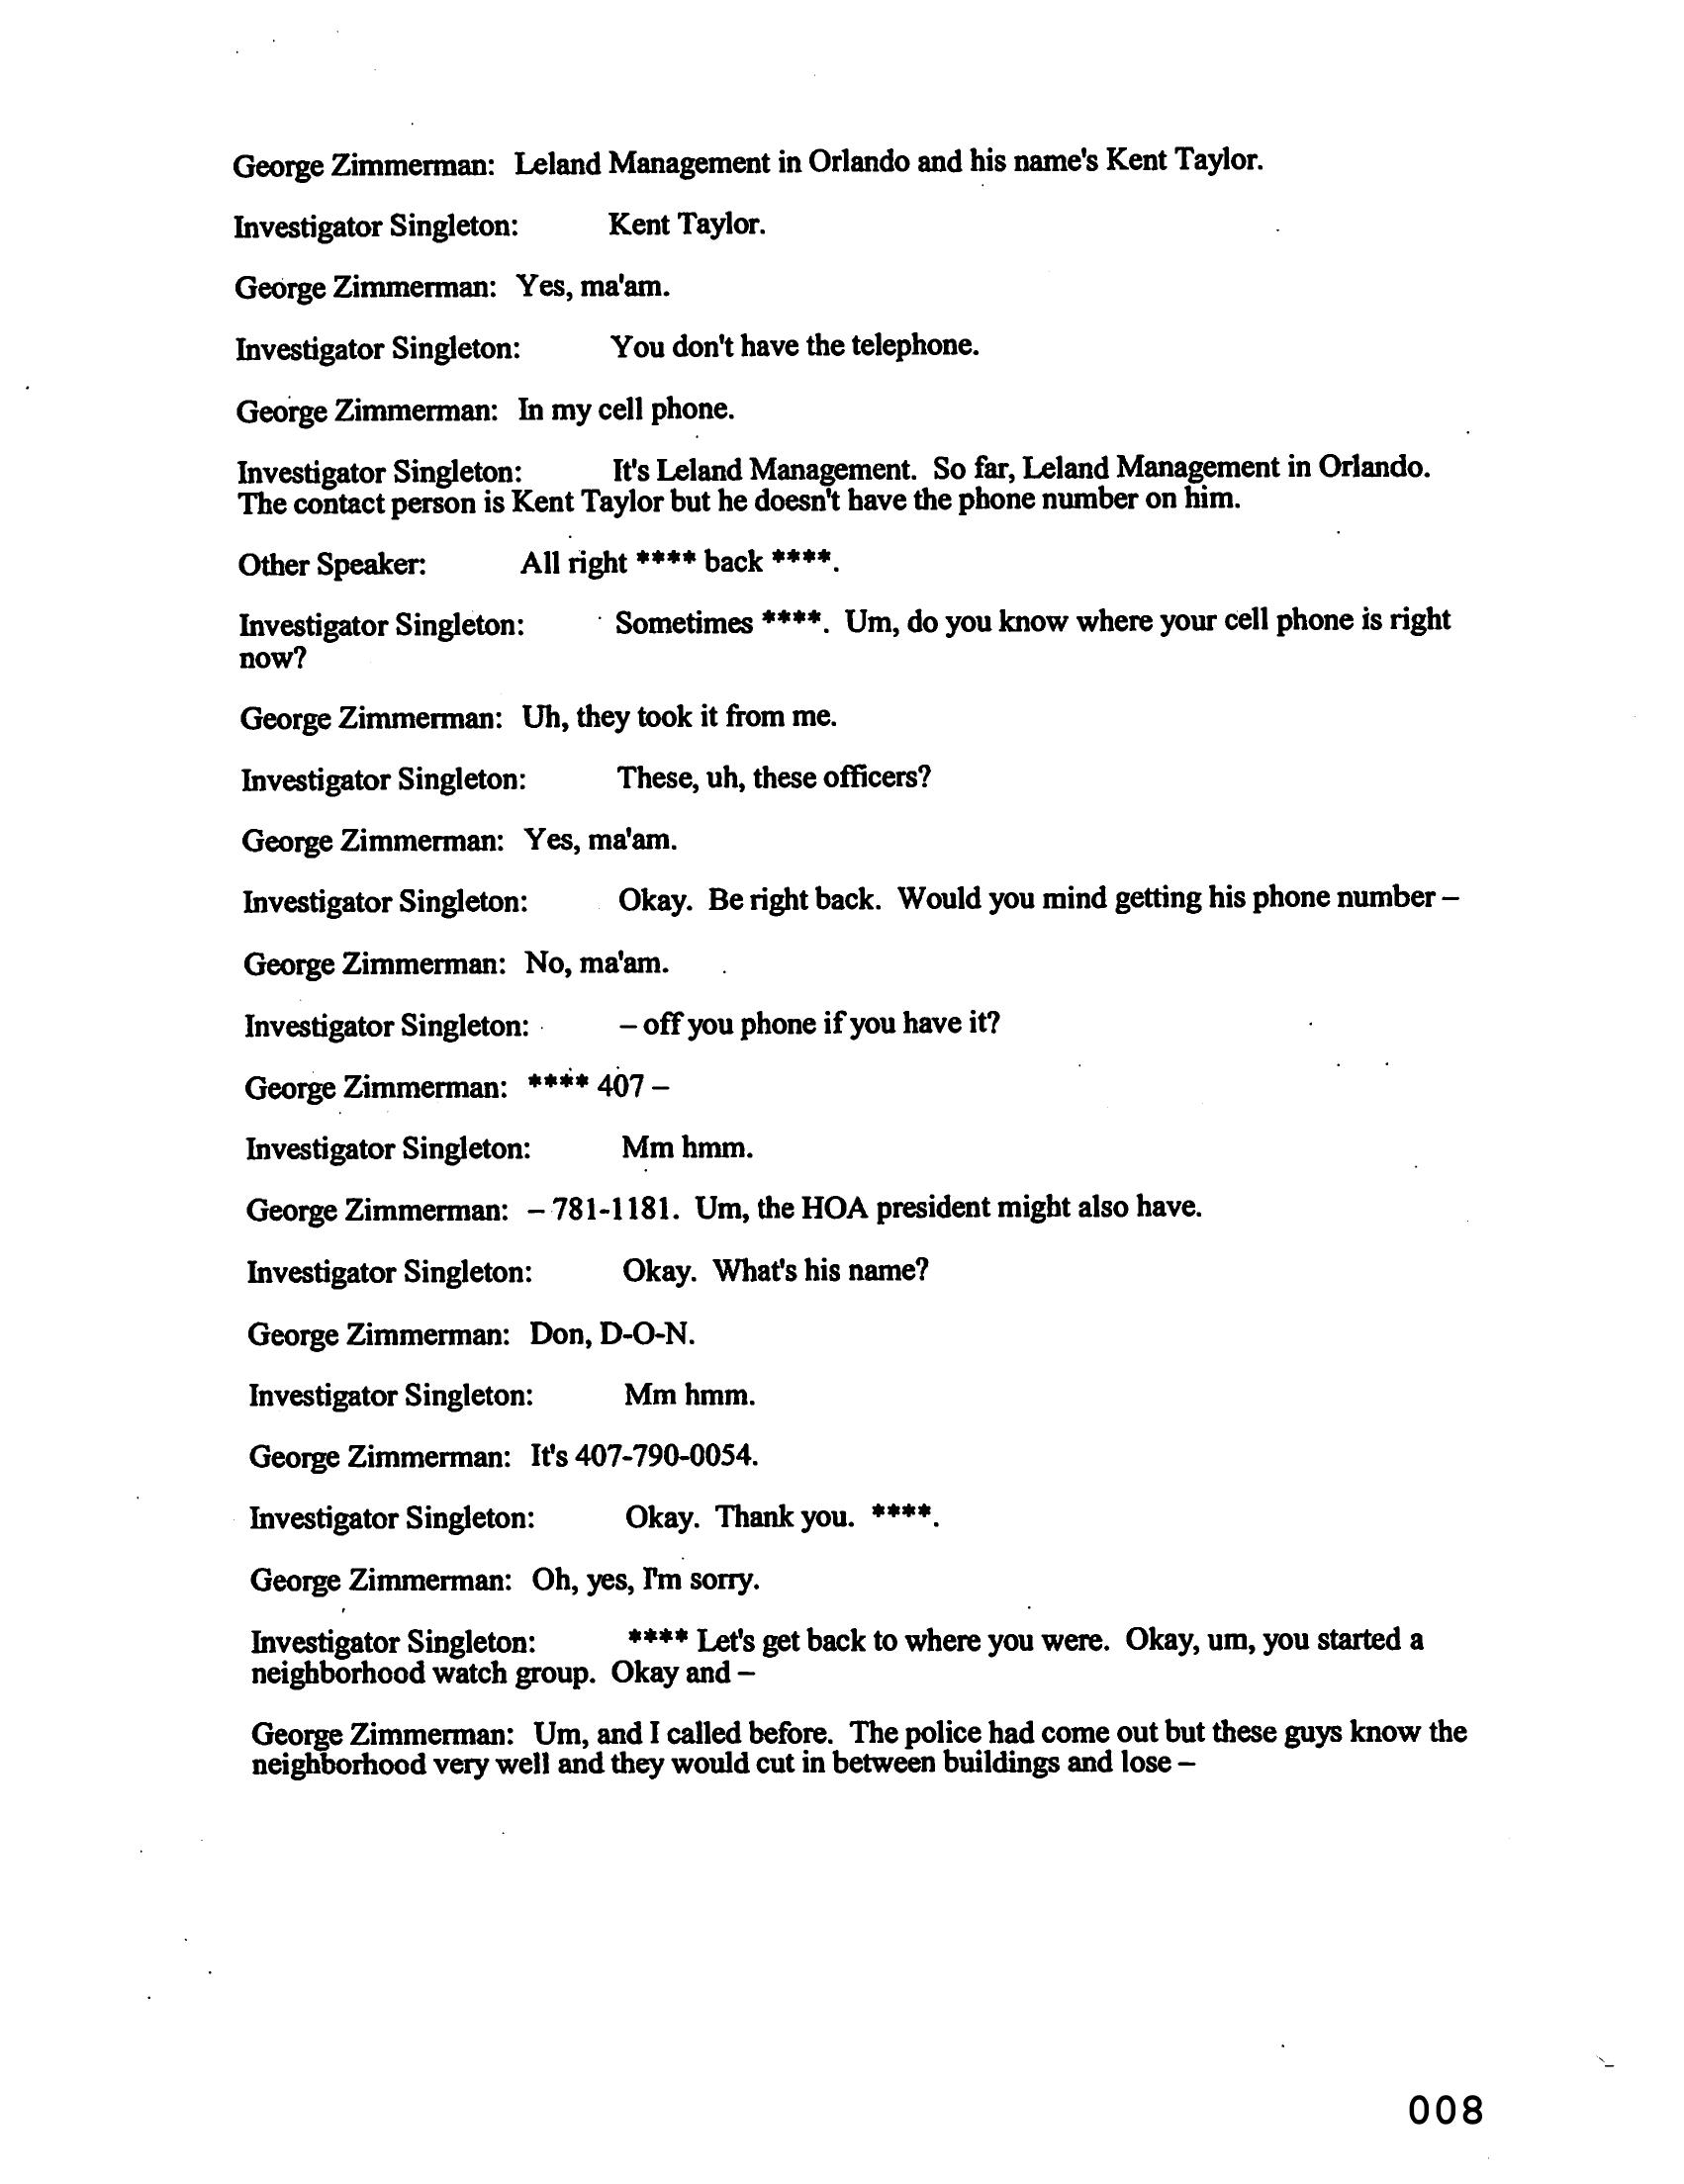 George Zimmerman: Leland Management in Orlando and his name's Kent Taylor.
Investigator Singleton: Kent Taylor.
George Zimmerman: Yes, ma'am.
Investigator Singleton: You don't have the telephone.
George Zimmerman: In my cell phone.
Investigator Singleton: It's Leland Management. So far, Leland Management in Orlando.
The contact person is Kent Taylor but he doesn't have the phone number on him.
Other Speaker: All right **** back ****.
Investigator Singleton: Sometimes ****. Um, do you know where your cell phone is right
now?
George Zimmerman: Uh, they took it from me.
Investigator Singleton: These, uh, these officers?
George Zimmerman: Yes, ma'am.
Investigator Singleton: Okay. Be right back. Would you mind getting his phone number –
George Zimmerman: No, ma'am.
Investigator Singleton: – off you phone if you have it?
George Zimmerman: **** 407 –
Investigator Singleton: Mm hmm.
George Zimmerman: – 781-1181. Um, the HOA president might also have.
Investigator Singleton: Okay. What's his name?
George Zimmerman: Don, D-O-N.
Investigator Singleton: Mm hmm.
George Zimmerman: It's 407-790-0054.
Investigator Singleton: Okay. Thank you. ****.
George Zimmerman: Oh, yes, I'm sorry.
Investigator Singleton: **** Let's get back to where you were. Okay, um, you started a
neighborhood watch group. Okay and –
George Zimmerman: Um, and I called before. The police had come out but these guys know the
neighborhood very well and they would cut in between buildings and lose –
008